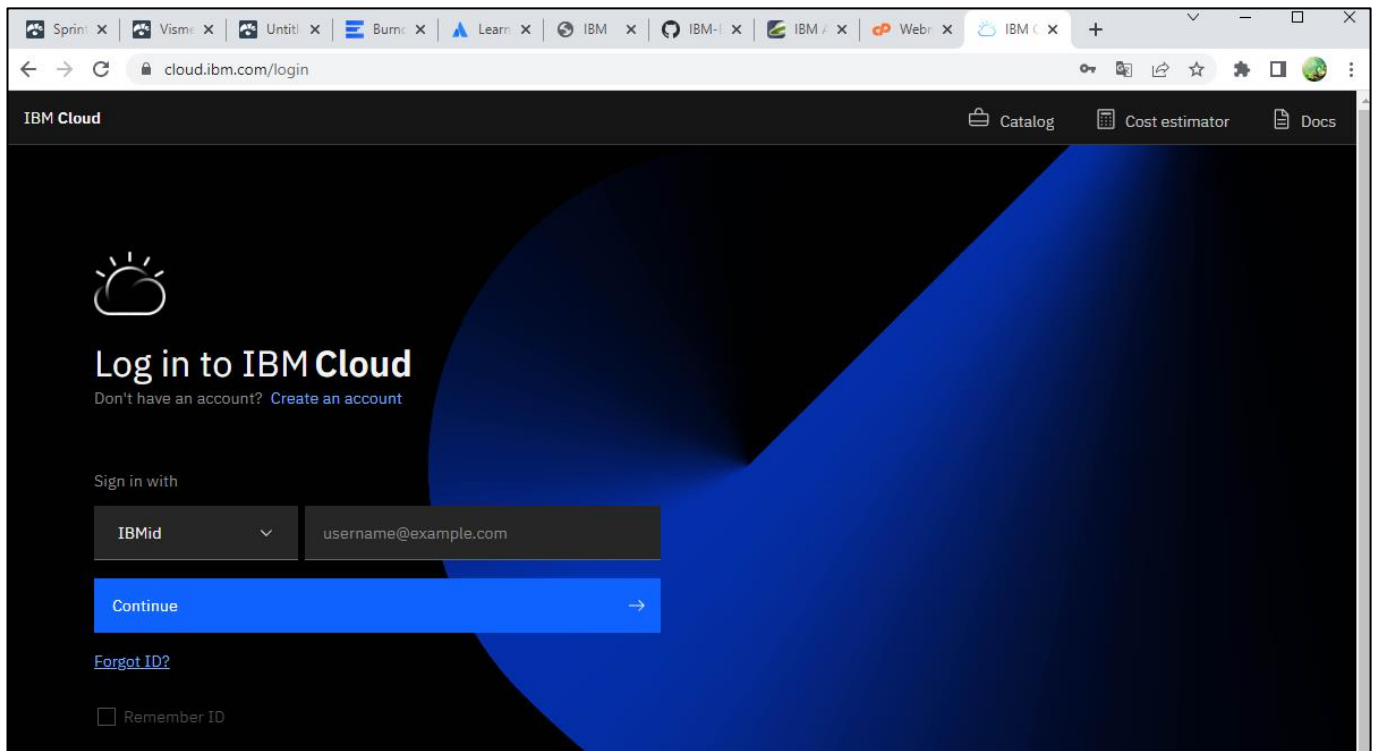 Sprint Visme Untitl Burnd Learn IBM IBM-I IBM A Webn IBM C
cloud.ibm.com/login
IBM Cloud Catalog Cost estimator Docs
Log in to IBM Cloud
Don't have an account? Create an account
Sign in with
IBMid username@example.com
Continue
Forgot ID?
Remember ID